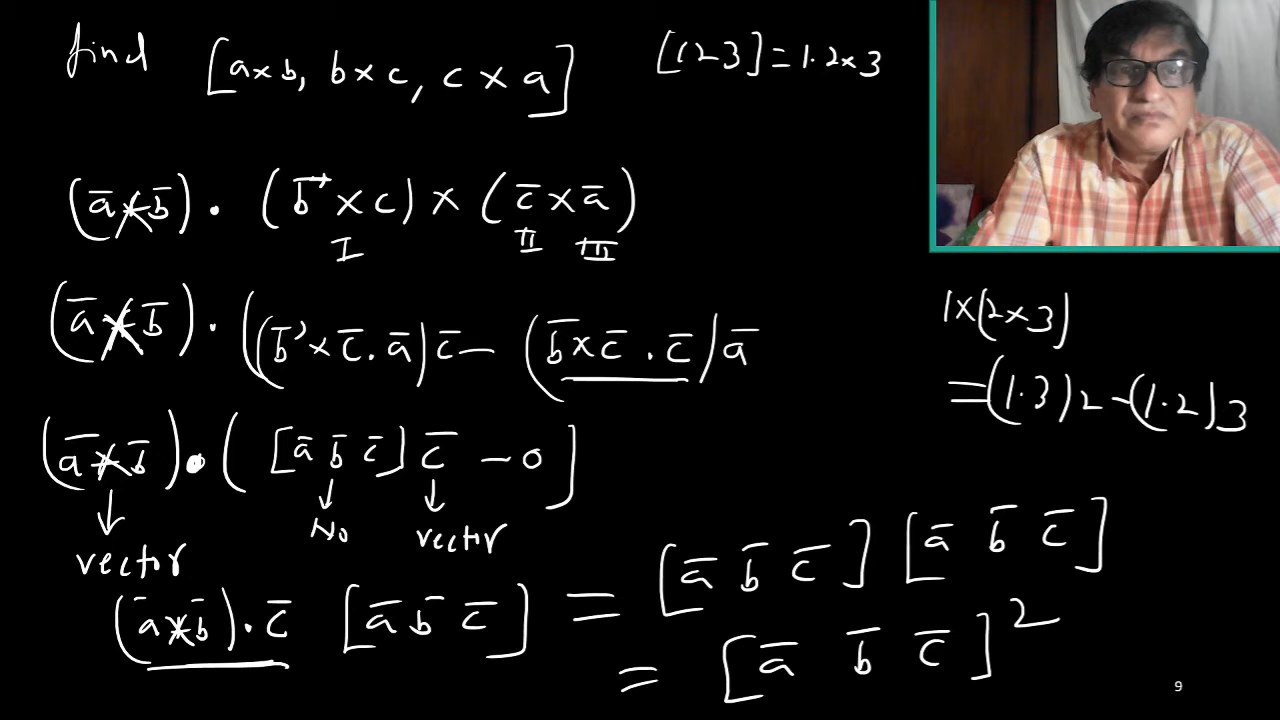 find [a×b, b×c, c×a]
[1 2 3] = 1.2×3
(a̅×b̅) . (b⃗×c) × (c̅×a̅)
I II III
(a̅×b̅) . ((b̅×c̅.a̅)c̅ – (b̅×c̅.c̅)a̅
1×(2×3)
=(1.3)2–(1.2)3
(a̅×b̅).([a̅ b̅ c̅] c̅ – 0]
vector
No
vector
(a̅×b̅).c̅ [a̅ b̅ c̅] = [a̅ b̅ c̅] [a̅ b̅ c̅]
= [a̅ b̅ c̅]²
9